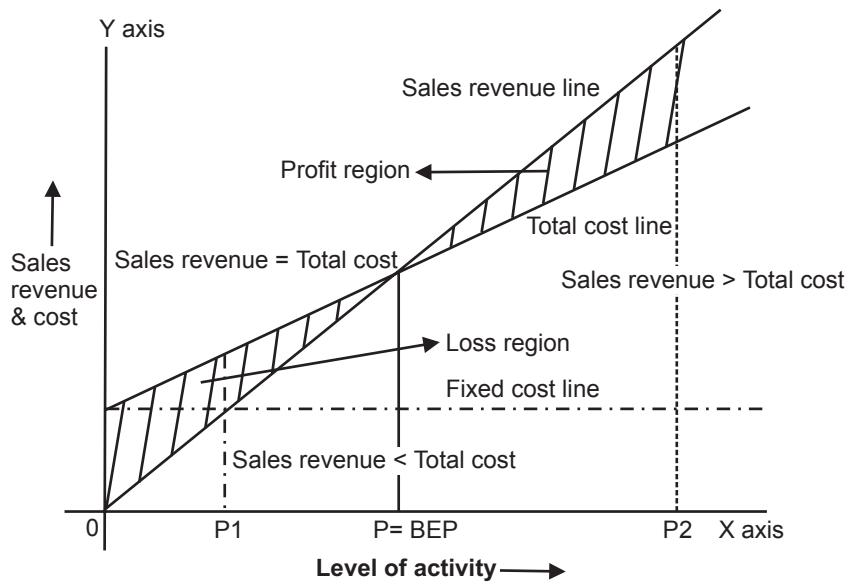 Y axis
Sales revenue line
Profit region
Total cost line
Sales revenue = Total cost
Sales
revenue
& cost
Sales revenue > Total cost
Loss region
Fixed cost line
Sales revenue < Total cost
0
P1
P= BEP
P2
X axis
Level of activity